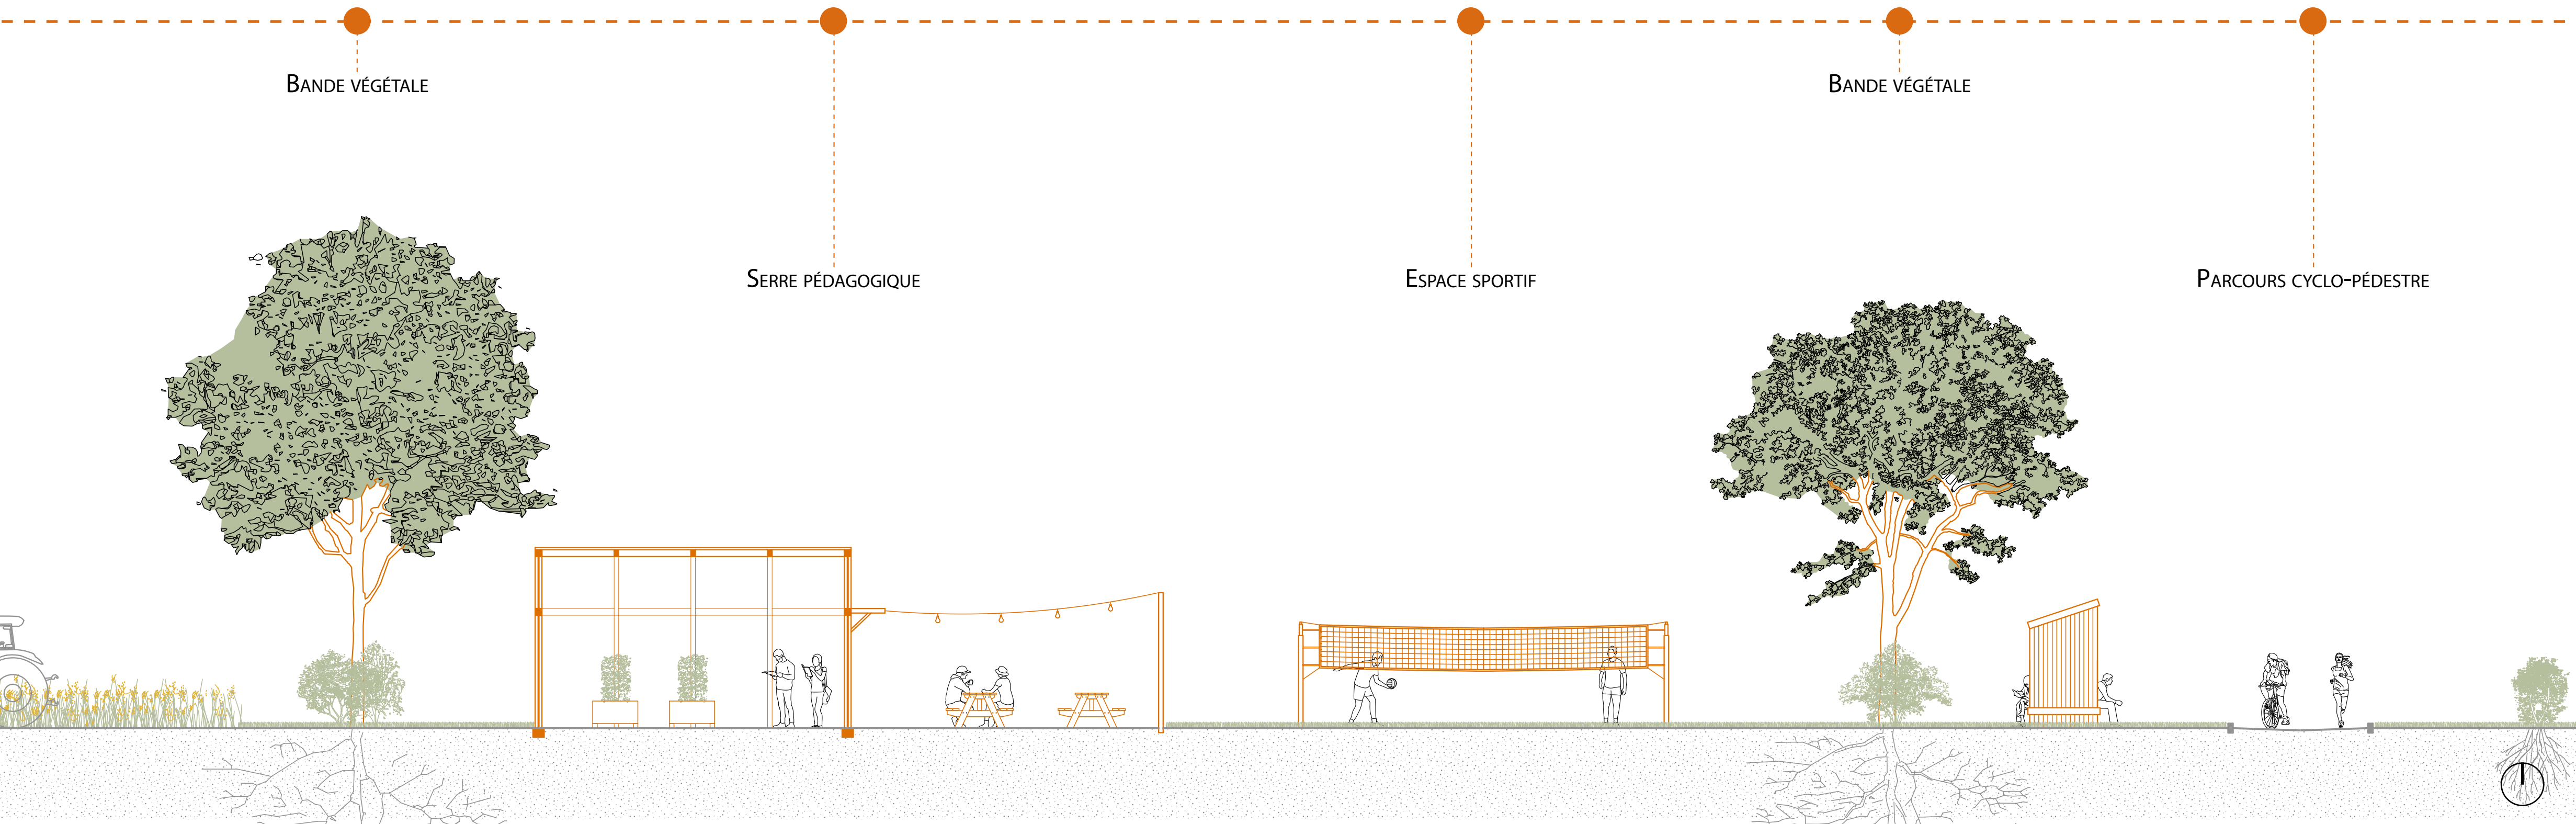 Bande végétale
Serre pédagogique
Espace sportif
Bande végétale
Parcours cyclo-pédestre